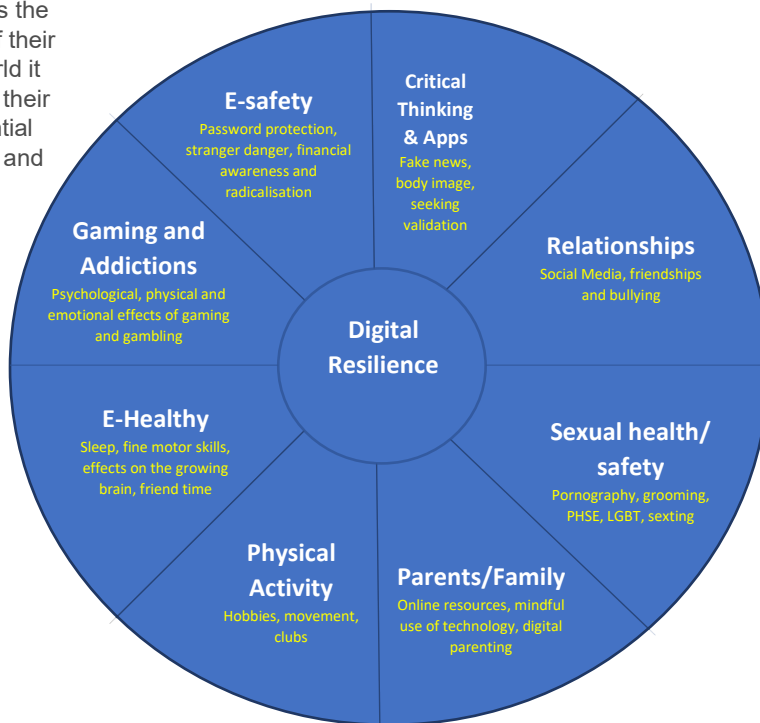 s the
f their
rld it
their
ntial
and
E-safety
Password protection,
stranger danger, financial
awareness and
radicalisation
Critical
Thinking
& Apps
Fake news,
body image,
seeking
validation
Relationships
Social Media, friendships
and bullying
Sexual health/
safety
Pornography, grooming,
PHSE, LGBT, sexting
Parents/Family
Online resources, mindful
use of technology, digital
parenting
Physical
Activity
Hobbies, movement,
clubs
E-Healthy
Sleep, fine motor skills,
effects on the growing
brain, friend time
Gaming and
Addictions
Psychological, physical and
emotional effects of gaming
and gambling
Digital
Resilience